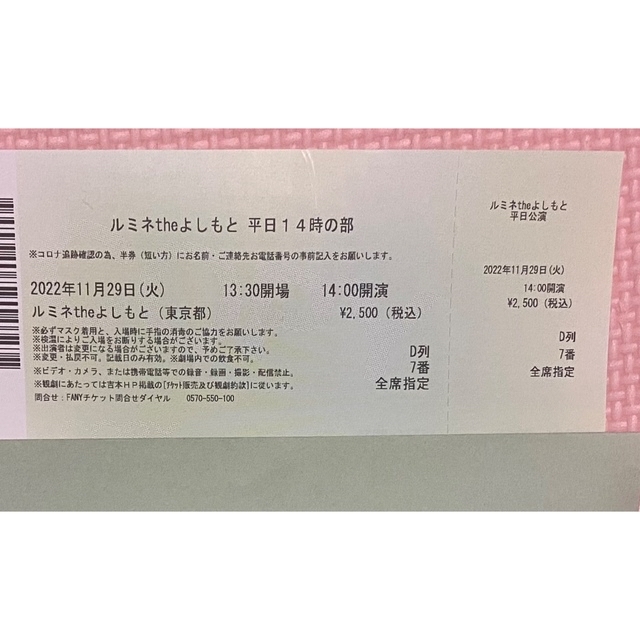 ルミネtheよしもと 平日14時の部
※コロナ追跡確認の為、半券（短い方）にお名前・ご連絡先お電話番号の事前記入をお願いします。
2022年11月29日(火) 13:30開場 14:00開演
ルミネtheよしもと（東京都） ¥2,500（税込）
※必ずマスク着用と、入場時に手指の消毒のご協力をお願いします。
※検温によりご入場をお断りする場合がございます。
※出演者は変更になる場合がございますので、予めご了承下さい。
※変更・払戻不可。記載日のみ有効。※劇場内での飲食不可。
※ビデオ・カメラ、または携帯電話等での録音・録画・撮影・配信禁止。
※観劇にあたっては吉本HP掲載の[ﾁｹｯﾄ販売及び観劇約款]に従います。
問合せ：FANYチケット問合せダイヤル 0570-550-100
D列
7番
全席指定
ルミネtheよしもと
平日公演
2022年11月29日(火)
14:00開演
¥2,500（税込）
D列
7番
全席指定